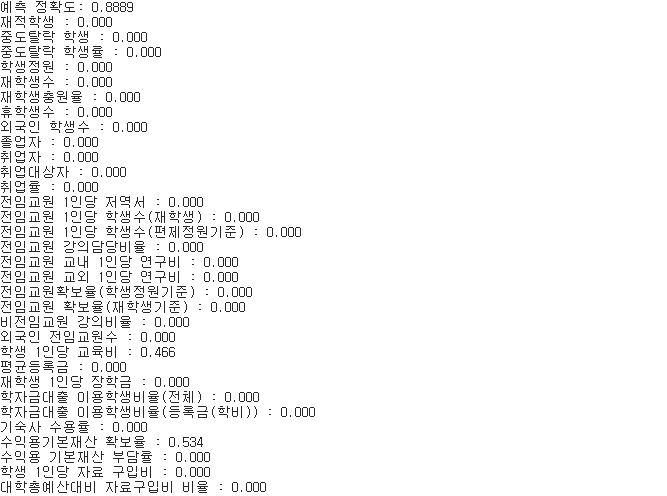 예측 정확도: 0.8889
재적학생 : 0.000
중도탈락 학생 : 0.000
중도탈락 학생률 : 0.000
학생정원 : 0.000
재학생수 : 0.000
재학생충원율 : 0.000
휴학생수 : 0.000
외국인 학생수 : 0.000
졸업자 : 0.000
취업자 : 0.000
취업대상자 : 0.000
취업률 : 0.000
전임교원 1인당 저역서 : 0.000
전임교원 1인당 학생수(재학생) : 0.000
전임교원 1인당 학생수(편제정원기준) : 0.000
전임교원 강의담당비율 : 0.000
전임교원 교내 1인당 연구비 : 0.000
전임교원 교외 1인당 연구비 : 0.000
전임교원확보율(학생정원기준) : 0.000
전임교원 확보율(재학생기준) : 0.000
비전임교원 강의비율 : 0.000
외국인 전임교원수 : 0.000
학생 1인당 교육비 : 0.466
평균등록금 : 0.000
재학생 1인당 장학금 : 0.000
학자금대출 이용학생비율(전체) : 0.000
학자금대출 이용학생비율(등록금(학비)) : 0.000
기숙사 수용률 : 0.000
수익용기본재산 확보율 : 0.534
수익용 기본재산 부담률 : 0.000
학생 1인당 자료 구입비 : 0.000
대학총예산대비 자료구입비 비율 : 0.000